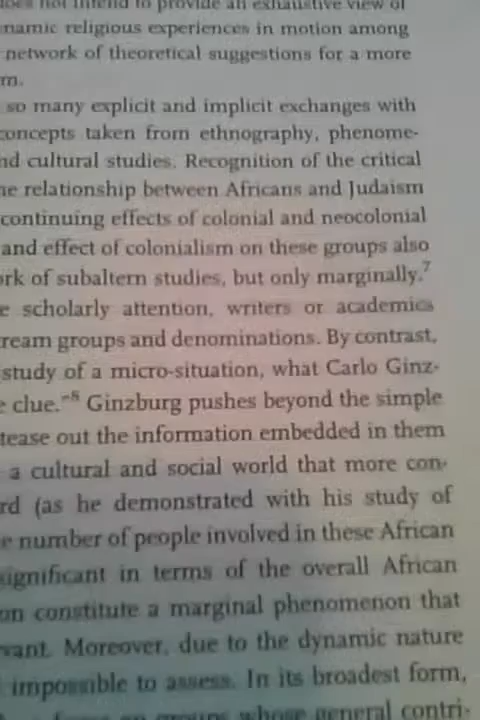 does not intend to provide an exhaustive view of
namic religious experiences in motion among
network of theoretical suggestions for a more
m.
so many explicit and implicit exchanges with
concepts taken from ethnography, phenome-
nd cultural studies. Recognition of the critical
he relationship between Africans and Judaism
continuing effects of colonial and neocolonial
and effect of colonialism on these groups also
ork of subaltern studies, but only marginally.7
e scholarly attention, writers or academics
ream groups and denominations. By contrast,
study of a micro-situation, what Carlo Ginz-
e clue."8 Ginzburg pushes beyond the simple
tease out the information embedded in them
a cultural and social world that more con-
rd (as he demonstrated with his study of
e number of people involved in these African
significant in terms of the overall African
on constitute a marginal phenomenon that
vant. Moreover, due to the dynamic nature
impossible to assess. In its broadest form,
on groups whose general contri-